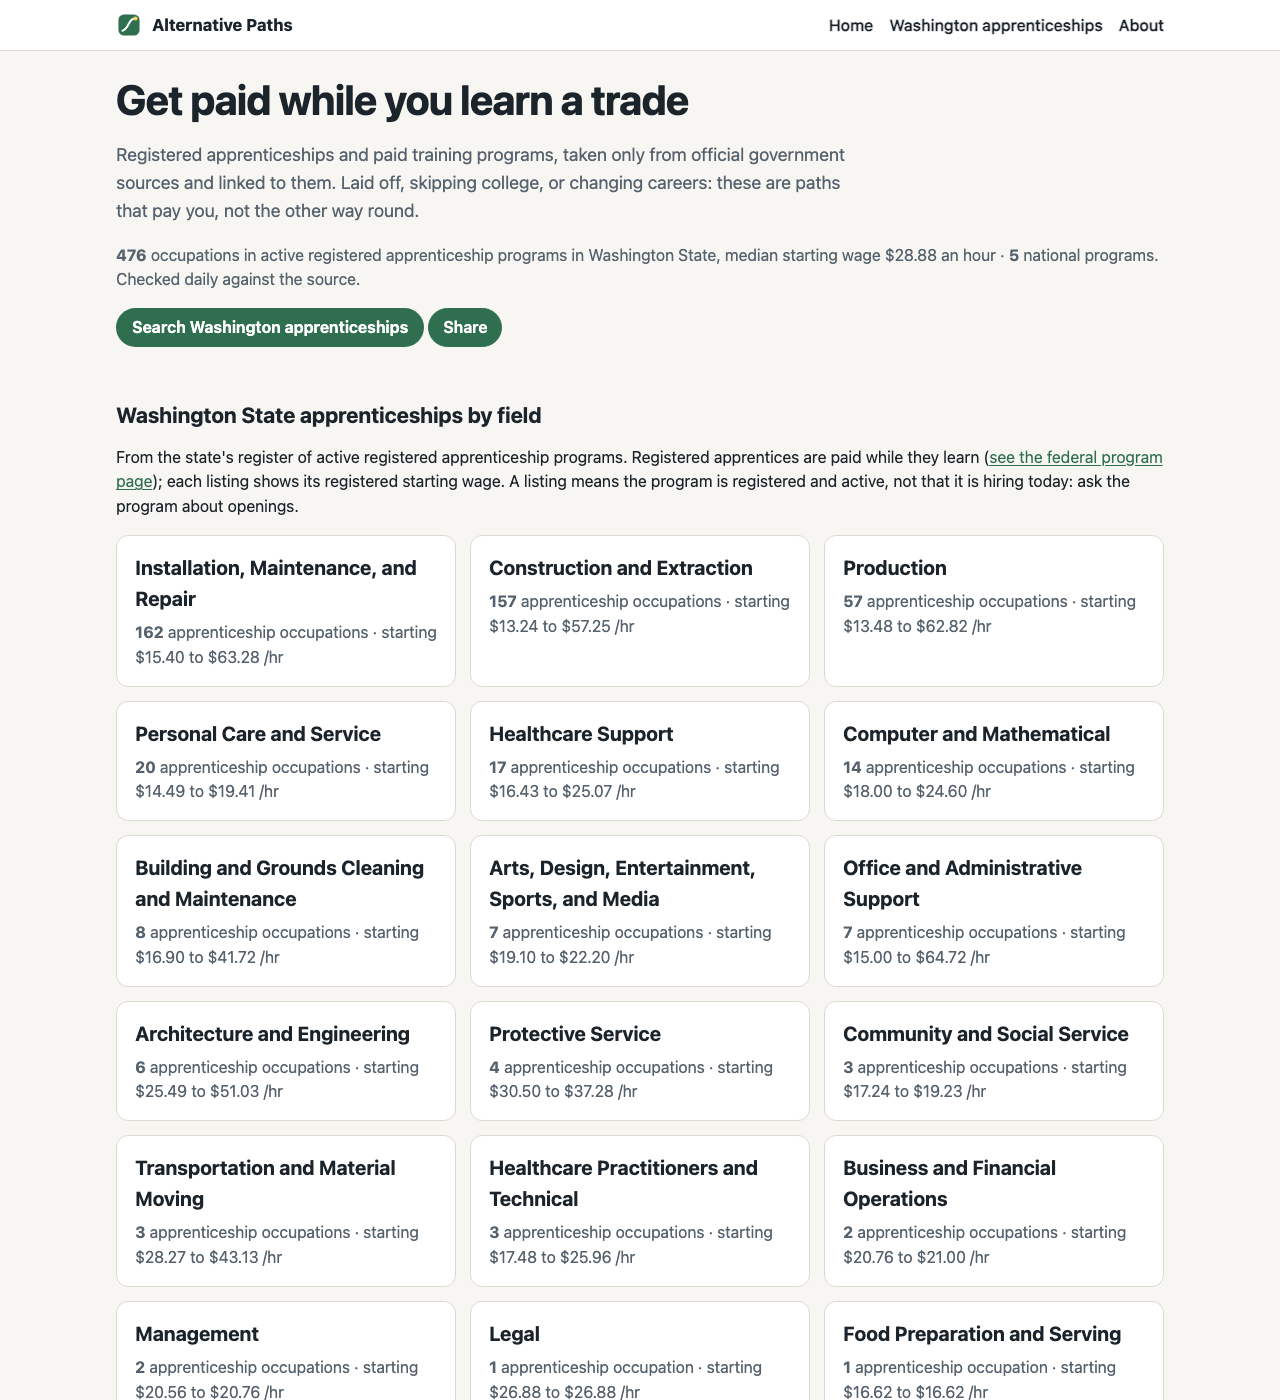 Alternative Paths
Home Washington apprenticeships About
Get paid while you learn a trade
Registered apprenticeships and paid training programs, taken only from official government
sources and linked to them. Laid off, skipping college, or changing careers: these are paths
that pay you, not the other way round.
476 occupations in active registered apprenticeship programs in Washington State, median starting wage $28.88 an hour · 5 national programs.
Checked daily against the source.
Search Washington apprenticeships Share
Washington State apprenticeships by field
From the state's register of active registered apprenticeship programs. Registered apprentices are paid while they learn (see the federal program
page); each listing shows its registered starting wage. A listing means the program is registered and active, not that it is hiring today: ask the
program about openings.
Installation, Maintenance, and
Repair
162 apprenticeship occupations · starting
$15.40 to $63.28 /hr
Construction and Extraction
157 apprenticeship occupations · starting
$13.24 to $57.25 /hr
Production
57 apprenticeship occupations · starting
$13.48 to $62.82 /hr
Personal Care and Service
20 apprenticeship occupations · starting
$14.49 to $19.41 /hr
Healthcare Support
17 apprenticeship occupations · starting
$16.43 to $25.07 /hr
Computer and Mathematical
14 apprenticeship occupations · starting
$18.00 to $24.60 /hr
Building and Grounds Cleaning
and Maintenance
8 apprenticeship occupations · starting
$16.90 to $41.72 /hr
Arts, Design, Entertainment,
Sports, and Media
7 apprenticeship occupations · starting
$19.10 to $22.20 /hr
Office and Administrative
Support
7 apprenticeship occupations · starting
$15.00 to $64.72 /hr
Architecture and Engineering
6 apprenticeship occupations · starting
$25.49 to $51.03 /hr
Protective Service
4 apprenticeship occupations · starting
$30.50 to $37.28 /hr
Community and Social Service
3 apprenticeship occupations · starting
$17.24 to $19.23 /hr
Transportation and Material
Moving
3 apprenticeship occupations · starting
$28.27 to $43.13 /hr
Healthcare Practitioners and
Technical
3 apprenticeship occupations · starting
$17.48 to $25.96 /hr
Business and Financial
Operations
2 apprenticeship occupations · starting
$20.76 to $21.00 /hr
Management
2 apprenticeship occupations · starting
$20.56 to $20.76 /hr
Legal
1 apprenticeship occupation · starting
$26.88 to $26.88 /hr
Food Preparation and Serving
1 apprenticeship occupation · starting
$16.62 to $16.62 /hr